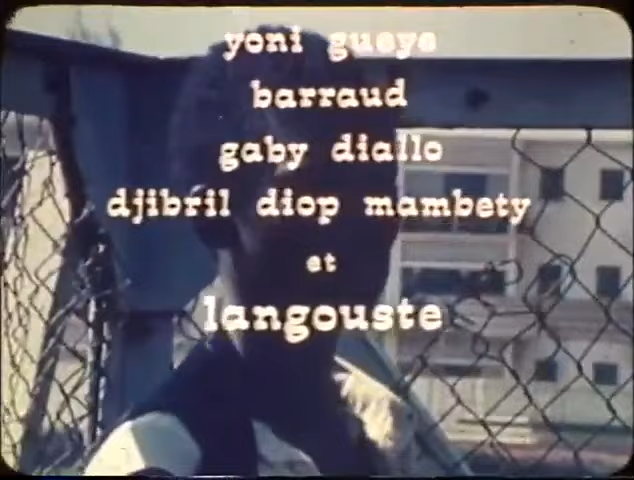 yoni gueye
barraud
gaby diallo
djibril diop mambety
et
langouste